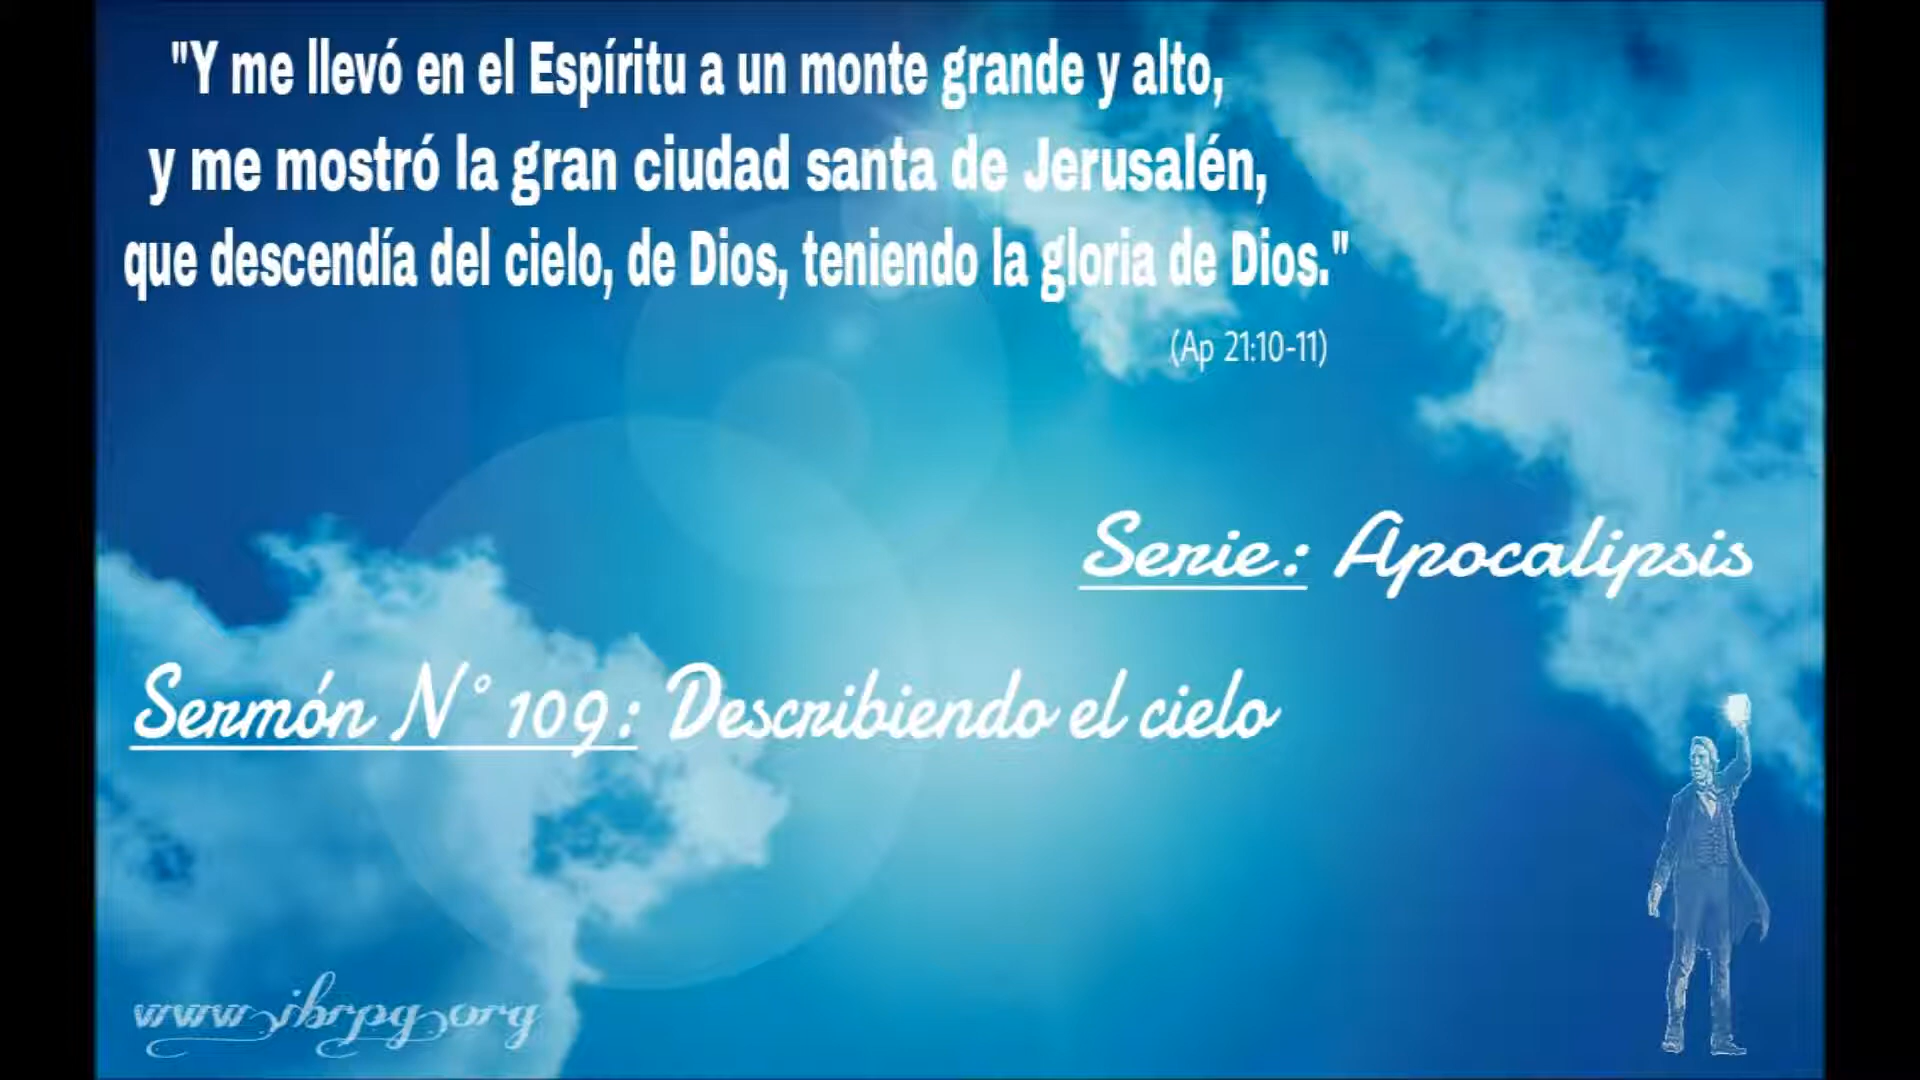 "Y me llevó en el Espíritu a un monte grande y alto,
y me mostró la gran ciudad santa de Jerusalén,
que descendía del cielo, de Dios, teniendo la gloria de Dios."
(Ap 21:10-11)
Serie: Apocalipsis
Sermón N° 109: Describiendo el cielo
www.ibrpg.org